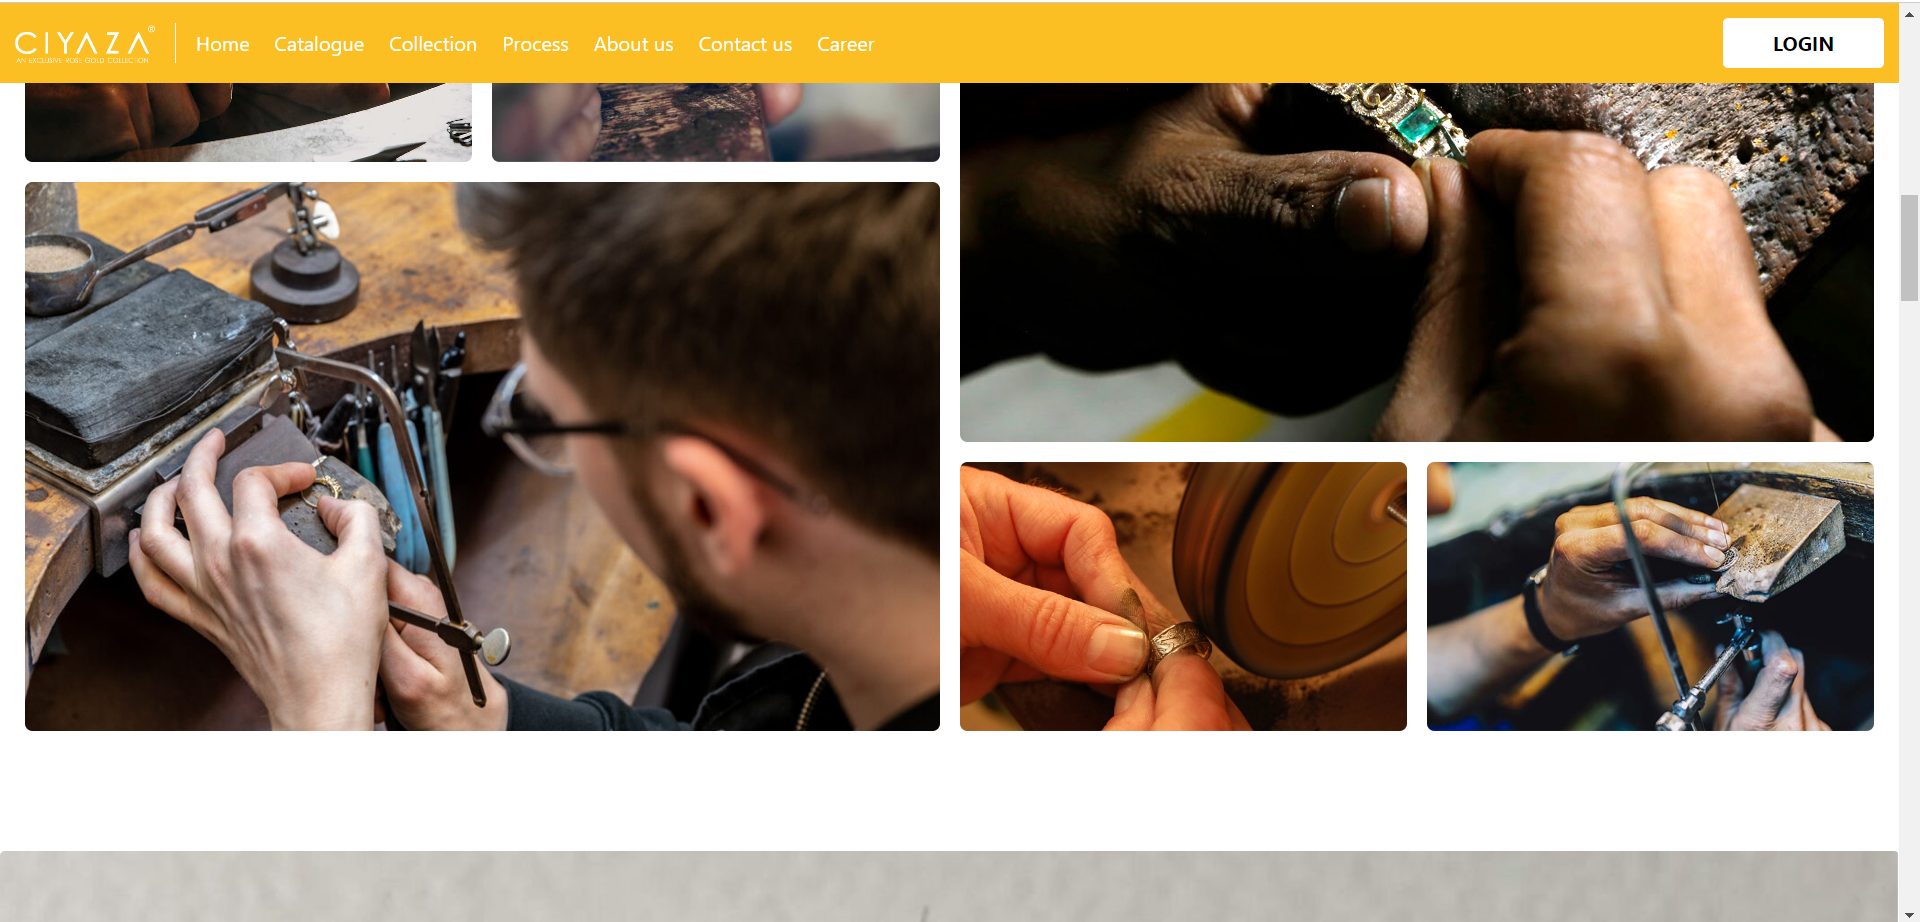 CIYAZA®
AN EXCLUSIVE ROSE GOLD COLLECTION
Home Catalogue Collection Process About us Contact us Career
LOGIN